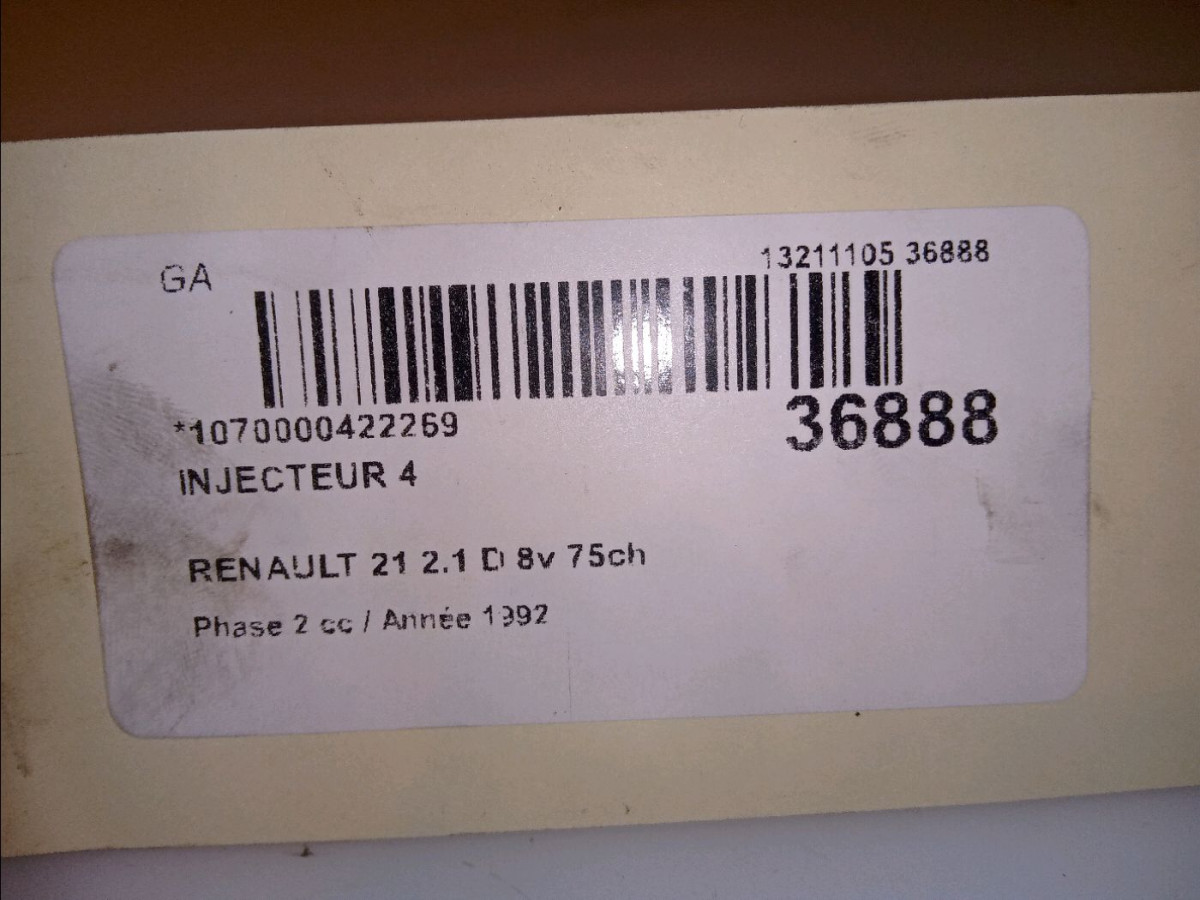 GA
13211105 36888
*1070000422269
36888
INJECTEUR 4
RENAULT 21 2.1 D 8v 75ch
Phase 2 cc / Année 1992